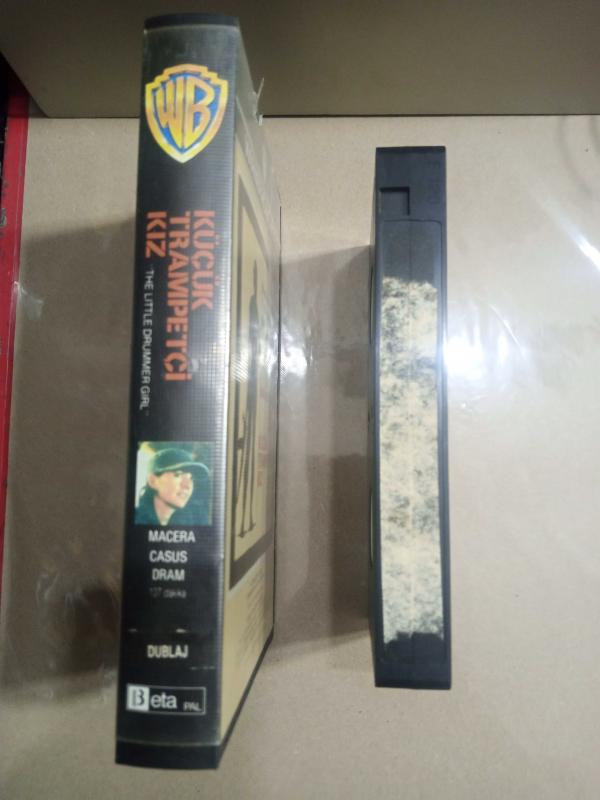 WB
KÜÇÜK
TRAMPETÇİ
KIZ
"THE LITTLE DRUMMER GIRL"
MACERA
CASUS
DRAM
DUBLAJ
Beta PAL